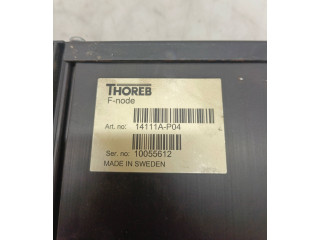 THOREB
F-node
Art. no: 14111A-P04
Ser. no: 10055612
MADE IN SWEDEN